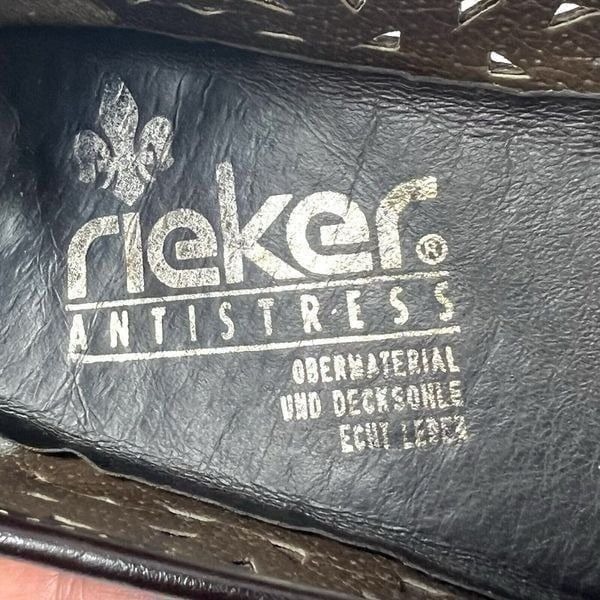 rieker®
ANTISTRESS
OBERMATERIAL
UND DECKSOHLE
ECHT LEDER